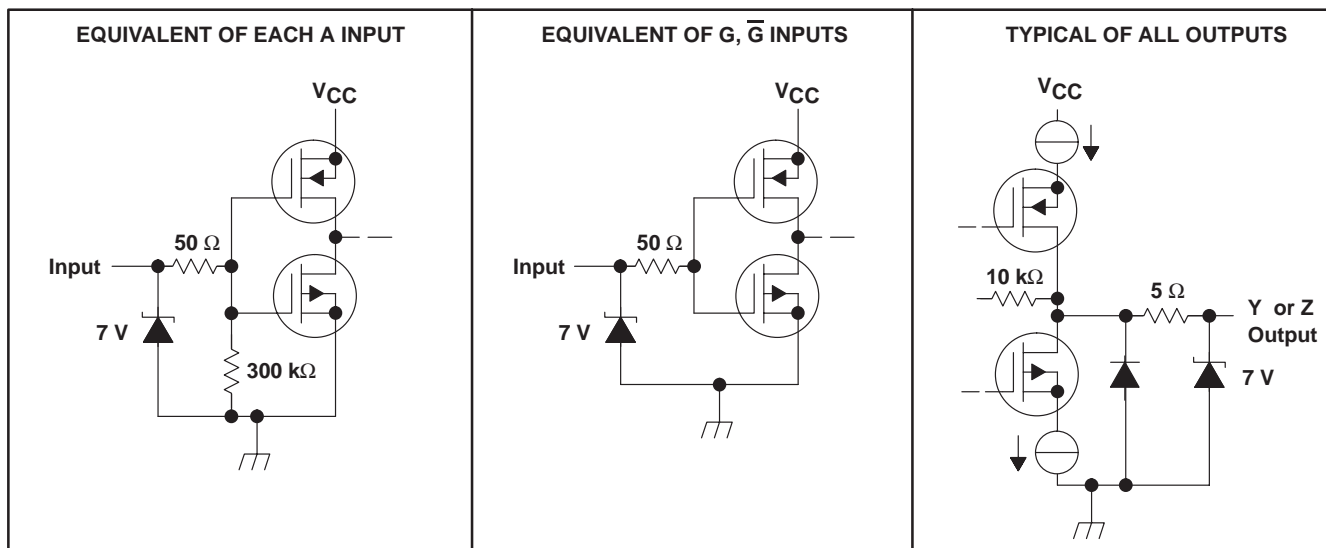 EQUIVALENT OF EACH A INPUT
VCC
50 Ω
Input
7 V
300 kΩ
EQUIVALENT OF G, G̅ INPUTS
VCC
50 Ω
Input
7 V
TYPICAL OF ALL OUTPUTS
VCC
10 kΩ
5 Ω
Y or Z
Output
7 V